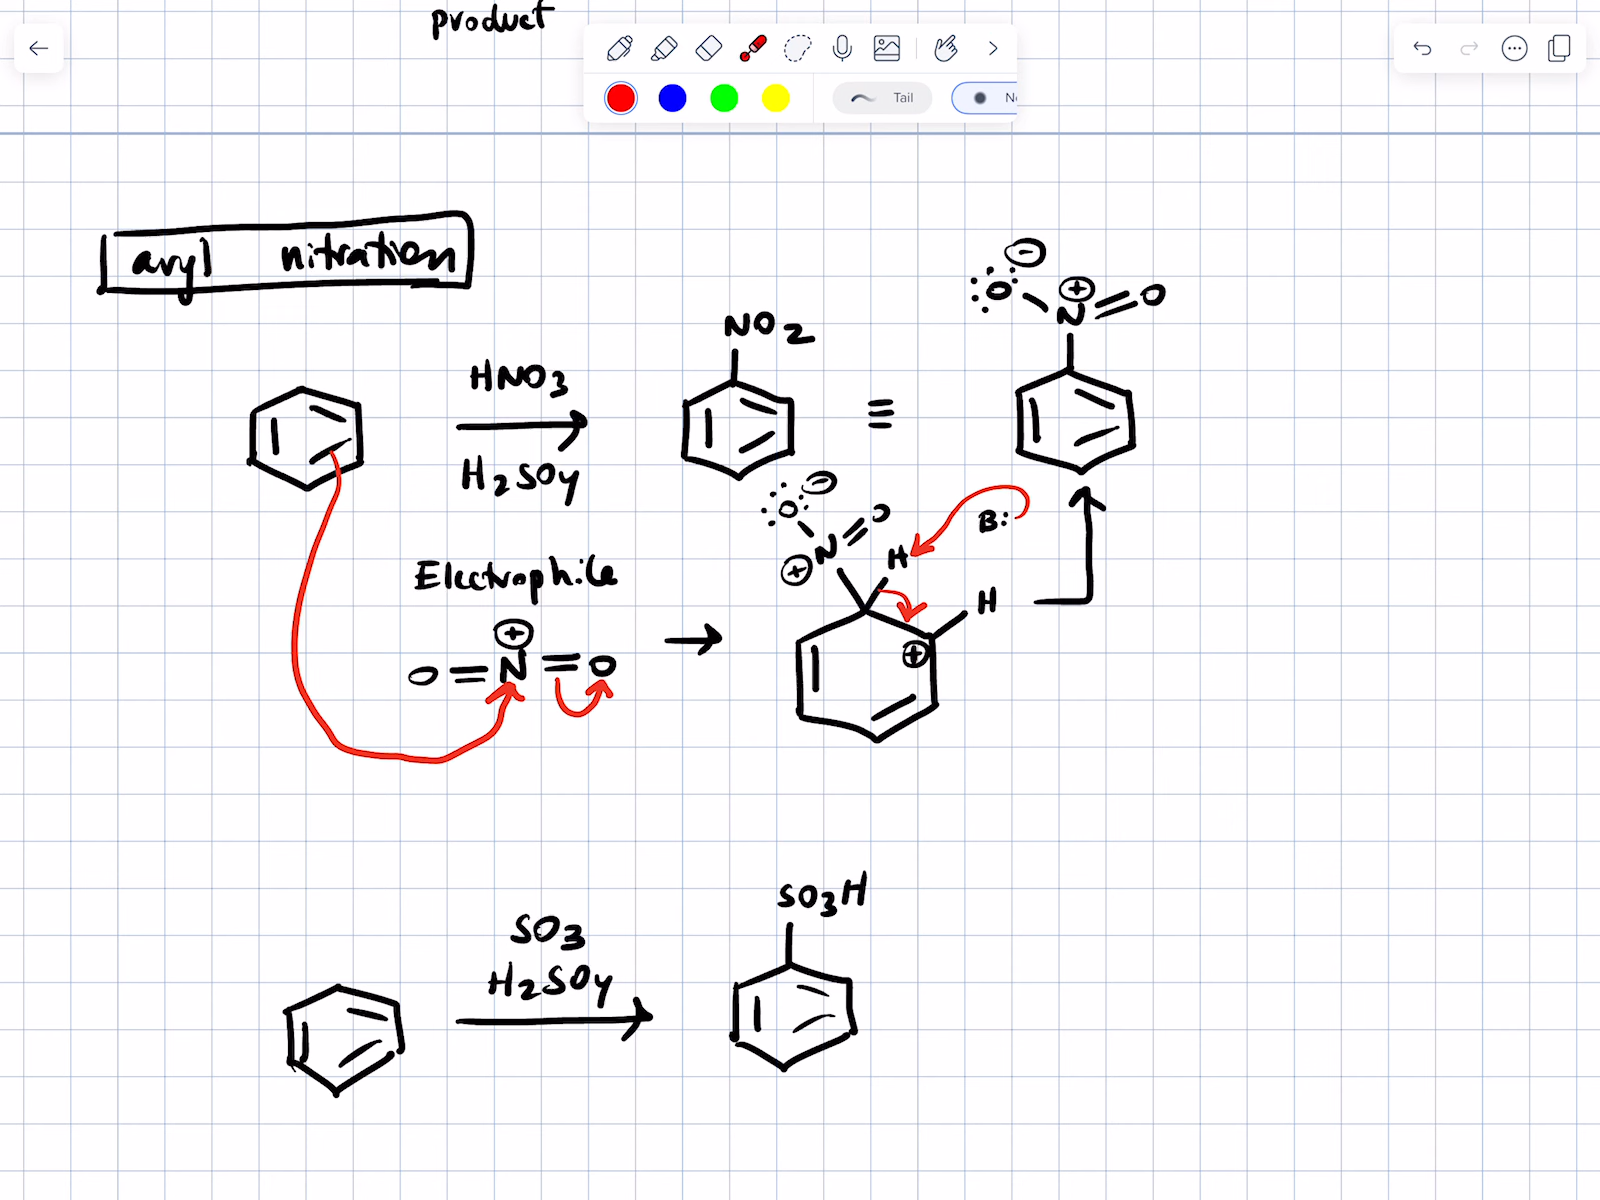 product
Tail
aryl nitration
NO2
O N O
HNO3
≡
H2SO4
O N O
H
B:
Electrophile
O = N = O
H
SO3H
SO3
H2SO4